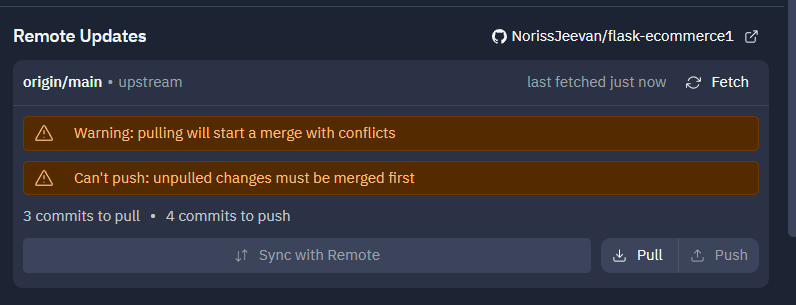 Remote Updates
NorissJeevan/flask-ecommerce1
origin/main • upstream
last fetched just now
Fetch
Warning: pulling will start a merge with conflicts
Can't push: unpulled changes must be merged first
3 commits to pull • 4 commits to push
Sync with Remote
Pull
Push